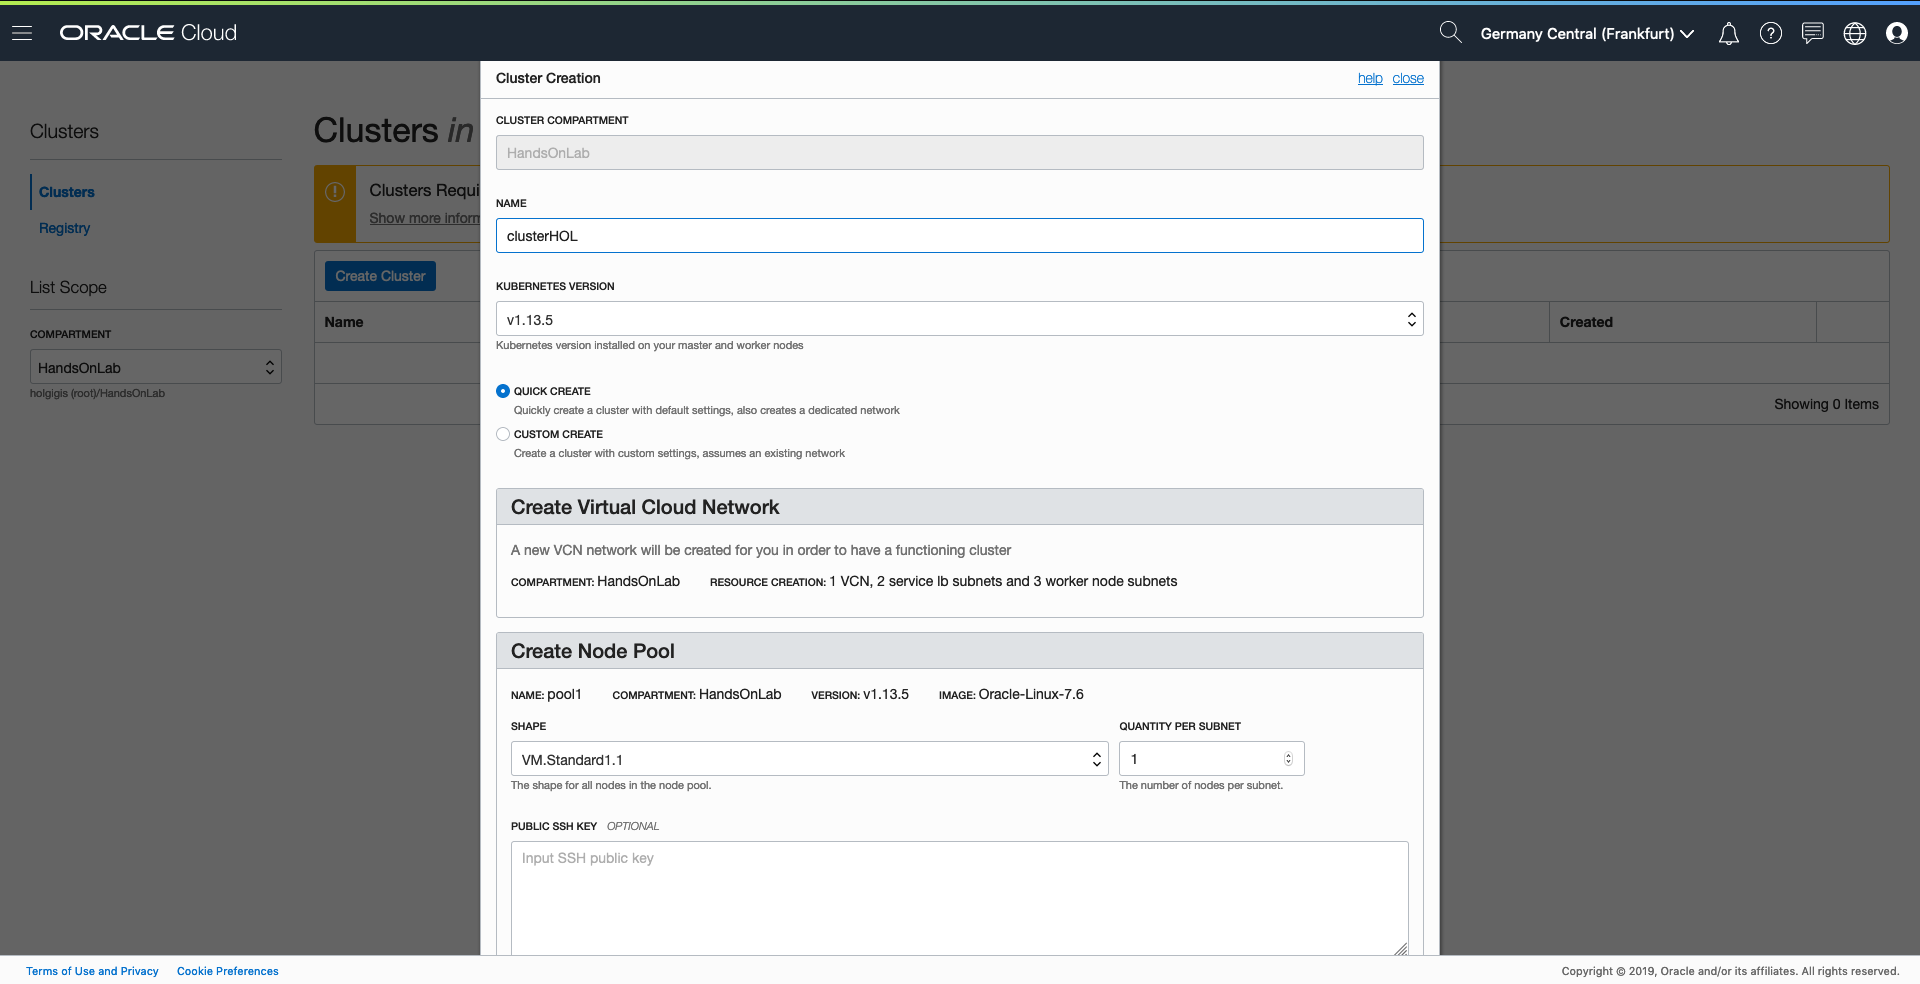 ORACLE Cloud
Germany Central (Frankfurt)
Clusters
Clusters
Registry
List Scope
COMPARTMENT
HandsOnLab
holgigis (root)/HandsOnLab
Clusters in
Clusters Requi
Show more inform
Create Cluster
Name
Created
Showing 0 Items
Cluster Creation
help close
CLUSTER COMPARTMENT
HandsOnLab
NAME
clusterHOL
KUBERNETES VERSION
v1.13.5
Kubernetes version installed on your master and worker nodes
QUICK CREATE
Quickly create a cluster with default settings, also creates a dedicated network
CUSTOM CREATE
Create a cluster with custom settings, assumes an existing network
Create Virtual Cloud Network
A new VCN network will be created for you in order to have a functioning cluster
COMPARTMENT: HandsOnLab RESOURCE CREATION: 1 VCN, 2 service lb subnets and 3 worker node subnets
Create Node Pool
NAME: pool1 COMPARTMENT: HandsOnLab VERSION: v1.13.5 IMAGE: Oracle-Linux-7.6
SHAPE
VM.Standard1.1
The shape for all nodes in the node pool.
QUANTITY PER SUBNET
1
The number of nodes per subnet.
PUBLIC SSH KEY OPTIONAL
Input SSH public key
Terms of Use and Privacy Cookie Preferences
Copyright © 2019, Oracle and/or its affiliates. All rights reserved.